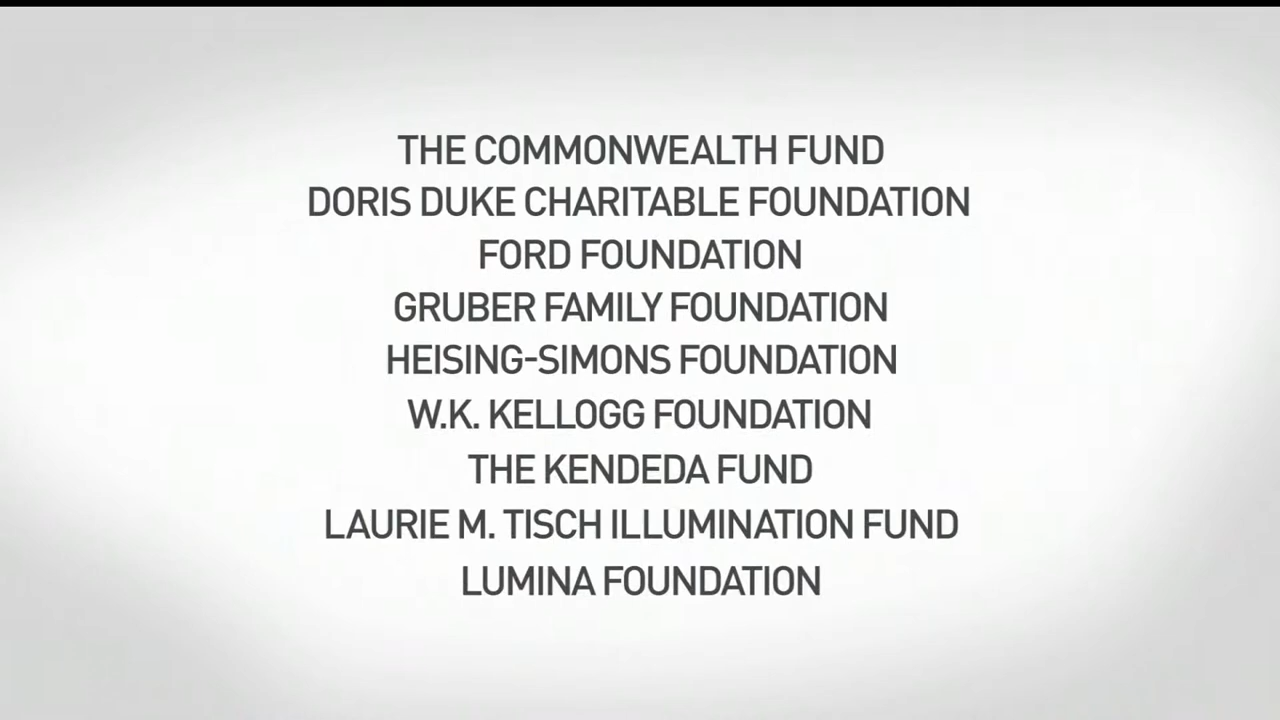 THE COMMONWEALTH FUND
DORIS DUKE CHARITABLE FOUNDATION
FORD FOUNDATION
GRUBER FAMILY FOUNDATION
HEISING-SIMONS FOUNDATION
W.K. KELLOGG FOUNDATION
THE KENDEDA FUND
LAURIE M. TISCH ILLUMINATION FUND
LUMINA FOUNDATION